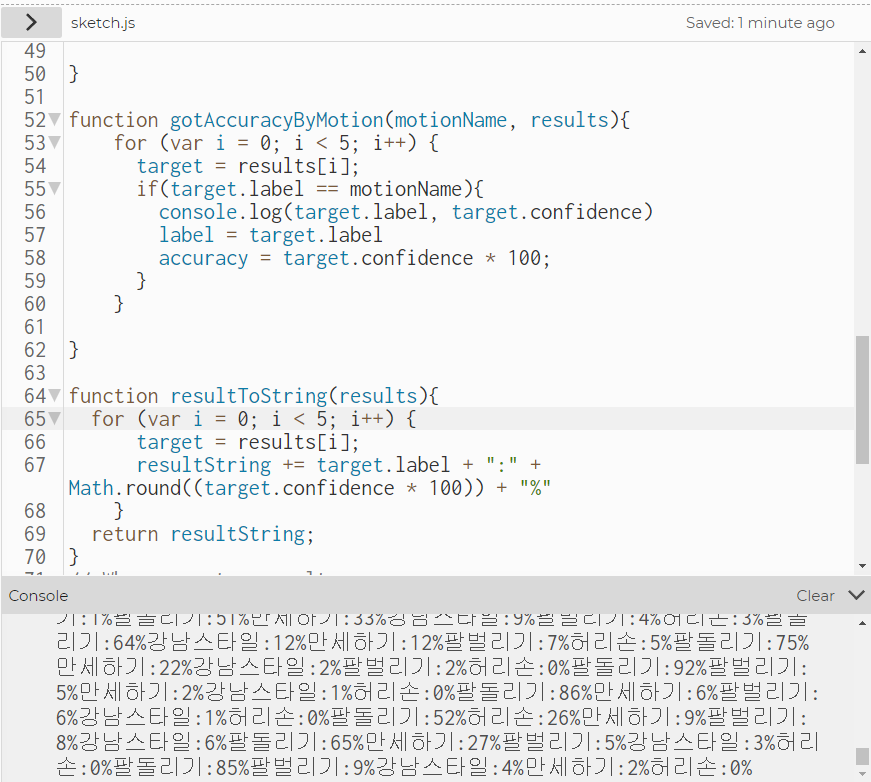 sketch.js
Saved: 1 minute ago
49
50 }
51
52 function gotAccuracyByMotion(motionName, results){
53 for (var i = 0; i < 5; i++) {
54 target = results[i];
55 if(target.label == motionName){
56 console.log(target.label, target.confidence)
57 label = target.label
58 accuracy = target.confidence * 100;
59 }
60 }
61
62 }
63
64 function resultToString(results){
65 for (var i = 0; i < 5; i++) {
66 target = results[i];
67 resultString += target.label + ":" +
Math.round((target.confidence * 100)) + "%"
68 }
69 return resultString;
70 }
Console
Clear
기:1%팔돌리기:51%만세하기:33%강남스타일:9%팔벌리기:4%허리손:3%팔돌
리기:64%강남스타일:12%만세하기:12%팔벌리기:7%허리손:5%팔돌리기:75%
만세하기:22%강남스타일:2%팔벌리기:2%허리손:0%팔돌리기:92%팔벌리기:
5%만세하기:2%강남스타일:1%허리손:0%팔돌리기:86%만세하기:6%팔벌리기:
6%강남스타일:1%허리손:0%팔돌리기:52%허리손:26%만세하기:9%팔벌리기:
8%강남스타일:6%팔돌리기:65%만세하기:27%팔벌리기:5%강남스타일:3%허리
손:0%팔돌리기:85%팔벌리기:9%강남스타일:4%만세하기:2%허리손:0%